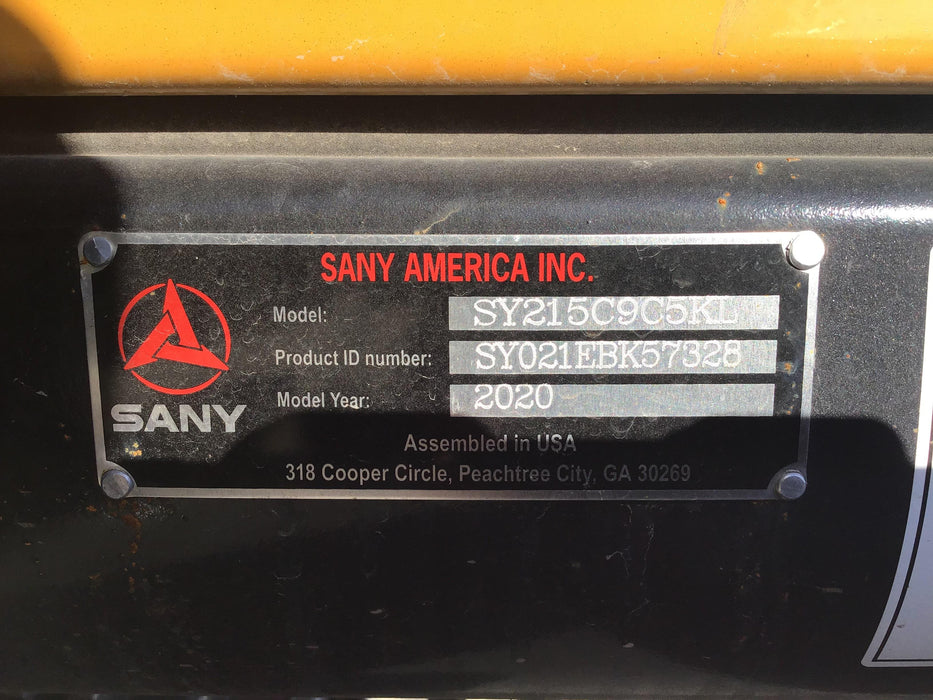 SANY AMERICA INC.
Model: SY215C9C5KL
Product ID number: SY021EBK57328
Model Year: 2020
SANY
Assembled in USA
318 Cooper Circle, Peachtree City, GA 30269